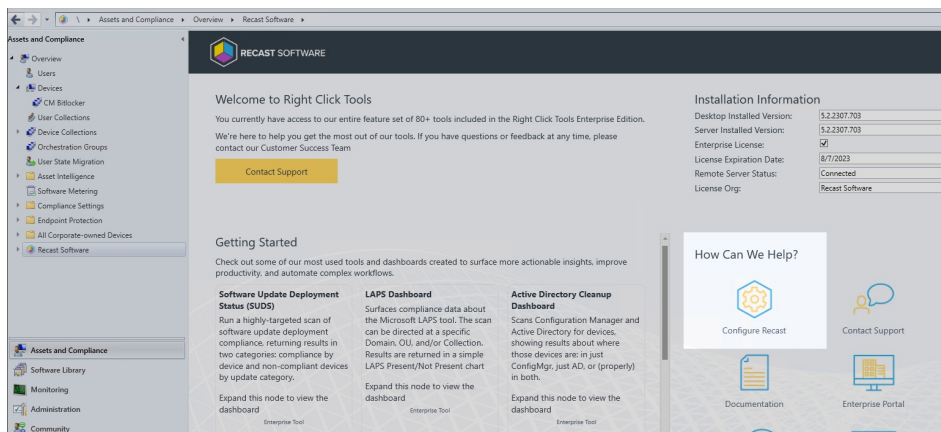 \ ▸ Assets and Compliance ▸ Overview ▸ Recast Software ▸
Assets and Compliance
Overview
Users
Devices
CM Bitlocker
User Collections
Device Collections
Orchestration Groups
User State Migration
Asset Intelligence
Software Metering
Compliance Settings
Endpoint Protection
All Corporate-owned Devices
Recast Software
Assets and Compliance
Software Library
Monitoring
Administration
Community
RECAST SOFTWARE
Welcome to Right Click Tools
You currently have access to our entire feature set of 80+ tools included in the Right Click Tools Enterprise Edition.
We're here to help you get the most out of our tools. If you have questions or feedback at any time, please
contact our Customer Success Team
Contact Support
Installation Information
Desktop Installed Version: 5.2.2307.703
Server Installed Version: 5.2.2307.703
Enterprise License:
License Expiration Date: 8/7/2023
Remote Server Status: Connected
License Org: Recast Software
Getting Started
Check out some of our most used tools and dashboards created to surface more actionable insights, improve
productivity, and automate complex workflows.
Software Update Deployment
Status (SUDS)
Run a highly-targeted scan of
software update deployment
compliance, returning results in
two categories: compliance by
device and non-compliant devices
by update category.
Expand this node to view the
dashboard
Enterprise Tool
LAPS Dashboard
Surfaces compliance data about
the Microsoft LAPS tool. The scan
can be directed at a specific
Domain, OU, and/or Collection.
Results are returned in a simple
LAPS Present/Not Present chart
Expand this node to view the
dashboard
Enterprise Tool
Active Directory Cleanup
Dashboard
Scans Configuration Manager and
Active Directory for devices,
showing results about where
those devices are: in just
ConfigMgr, just AD, or (properly)
in both.
Expand this node to view the
dashboard
Enterprise Tool
How Can We Help?
Configure Recast
Contact Support
Documentation
Enterprise Portal